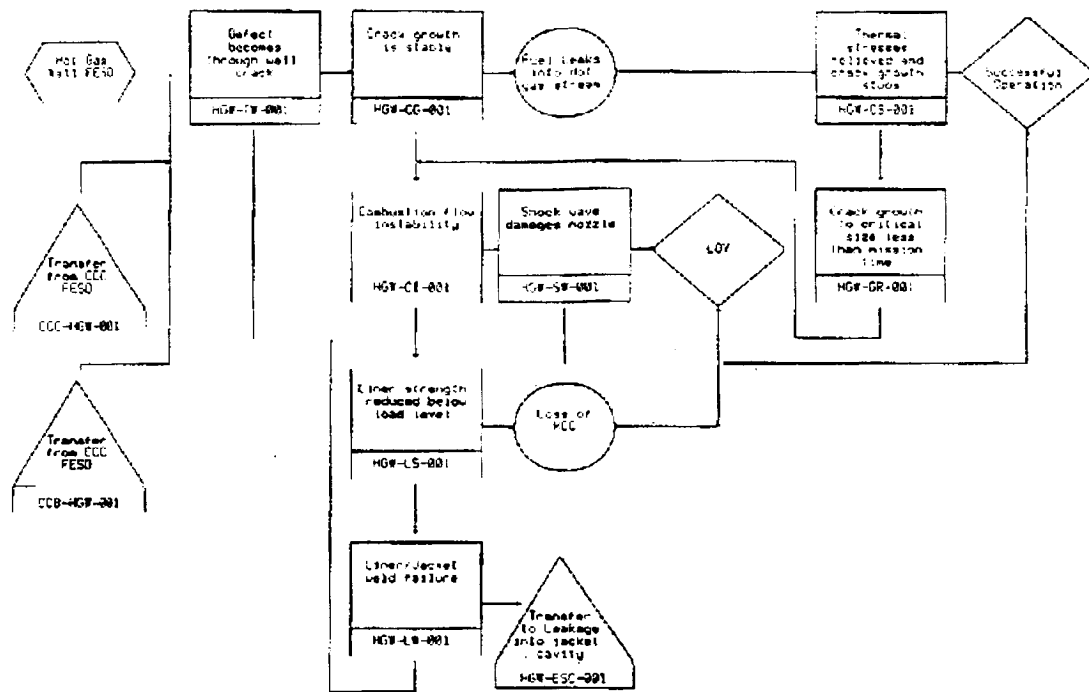 Hot Gas
Wall FESD
Defect
becomes
through wall
crack
HGW-TW-001
Crack growth
is stable
HGW-CG-001
Fuel Leaks
into hot
gas stream
Thermal
stresses
relieved and
crack growth
stops
HGW-CS-001
Successful
Operation
Transfer
from CCC
FESD
CCC-HGW-001
Combustion flow
instability
HGW-CI-001
Shock wave
damages nozzle
HGW-SW-001
LOV
Crack growth
to critical
size less
than mission
time
HGW-GR-001
Transfer
from CCC
FESD
CCB-HGW-001
Liner strength
reduced below
load level
HGW-LS-001
Loss of
MCC
Liner/Jacket
weld failure
HGW-LW-001
Transfer
to Leakage
into jacket
cavity
HGW-ESC-001